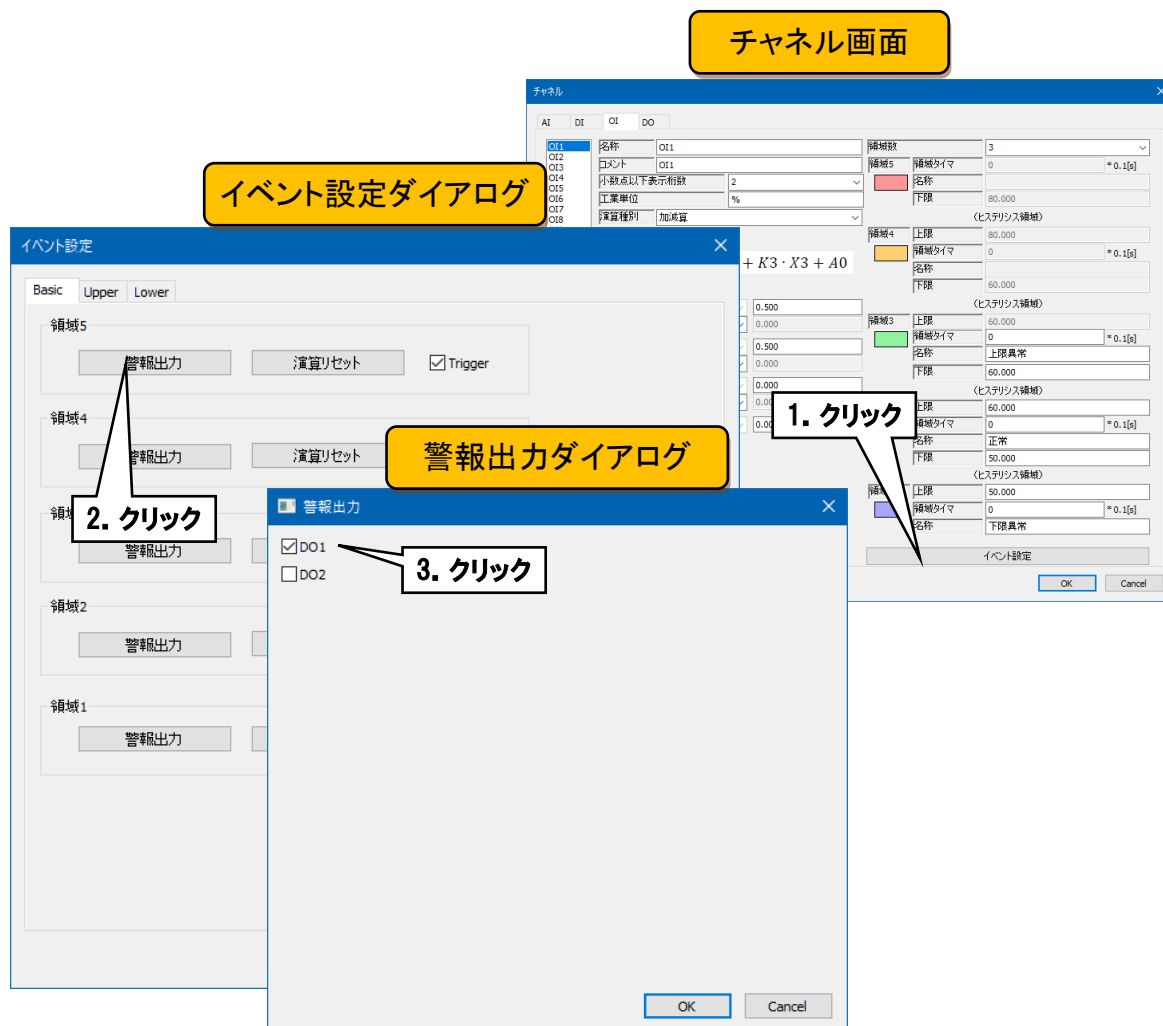 チャネル画面
チャネル
AI DI OI DO
OI1
OI2
OI3
OI4
OI5
OI6
OI7
OI8
名称 OI1
コメント OI1
小数点以下表示桁数 2
工業単位 %
演算種別 加減算
+ K3 · X3 + A0
0.500
0.000
0.500
0.000
0.000
領域数 3
領域5 領域タイマ 0 * 0.1[s]
名称
下限 80.000
(ヒステリシス領域)
領域4 上限 80.000
領域タイマ 0 * 0.1[s]
名称
下限 60.000
(ヒステリシス領域)
領域3 上限 60.000
領域タイマ 0 * 0.1[s]
名称 上限異常
下限 60.000
(ヒステリシス領域)
上限 60.000
領域タイマ 0 * 0.1[s]
名称 正常
下限 50.000
(ヒステリシス領域)
上限 50.000
領域タイマ 0 * 0.1[s]
名称 下限異常
イベント設定
OK Cancel
1. クリック
イベント設定ダイアログ
イベント設定
Basic Upper Lower
領域5
警報出力 演算リセット Trigger
領域4
警報出力 演算リセット
2. クリック
警報出力
領域2
警報出力
領域1
警報出力
警報出力ダイアログ
警報出力
DO1
DO2
3. クリック
OK Cancel